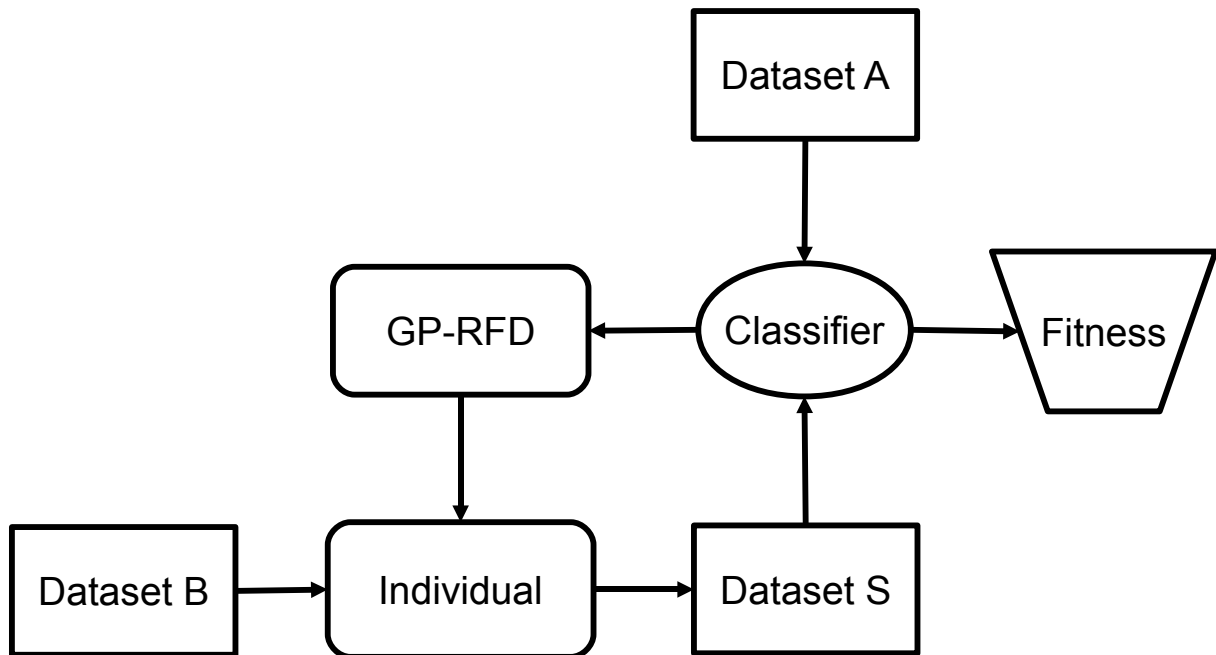 Dataset A
GP-RFD
Classifier
Fitness
Dataset B
Individual
Dataset S